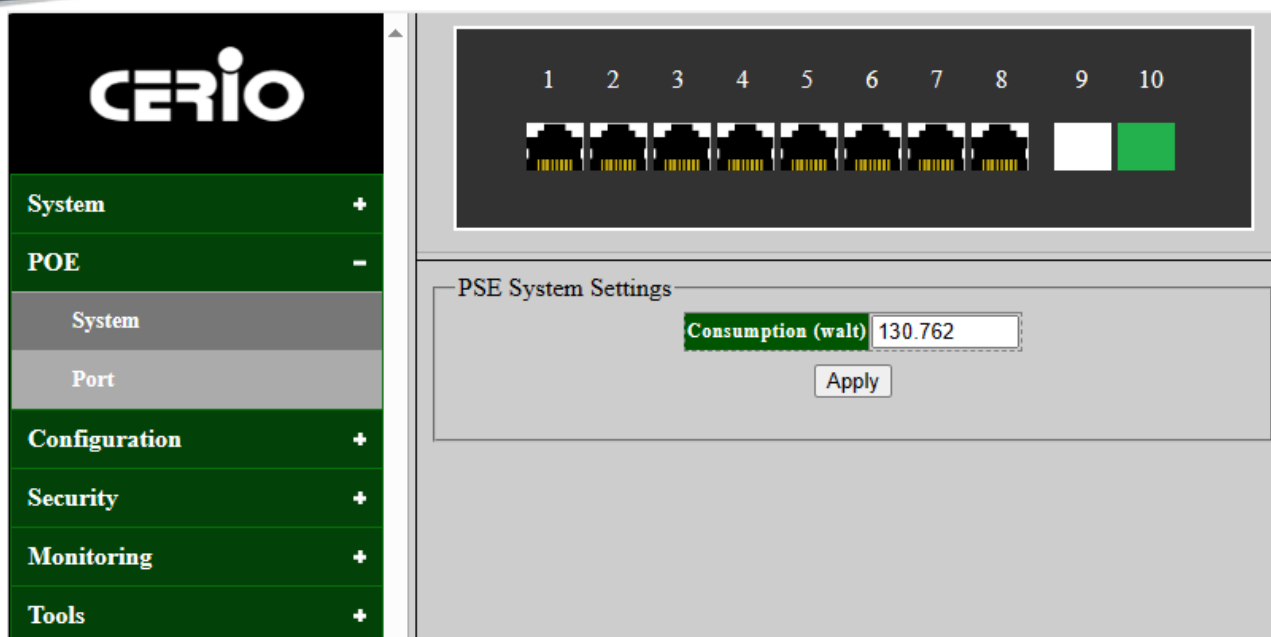 CERIO
1 2 3 4 5 6 7 8 9 10
System +
POE -
System
Port
Configuration +
Security +
Monitoring +
Tools +
PSE System Settings
Consumption (walt) 130.762
Apply